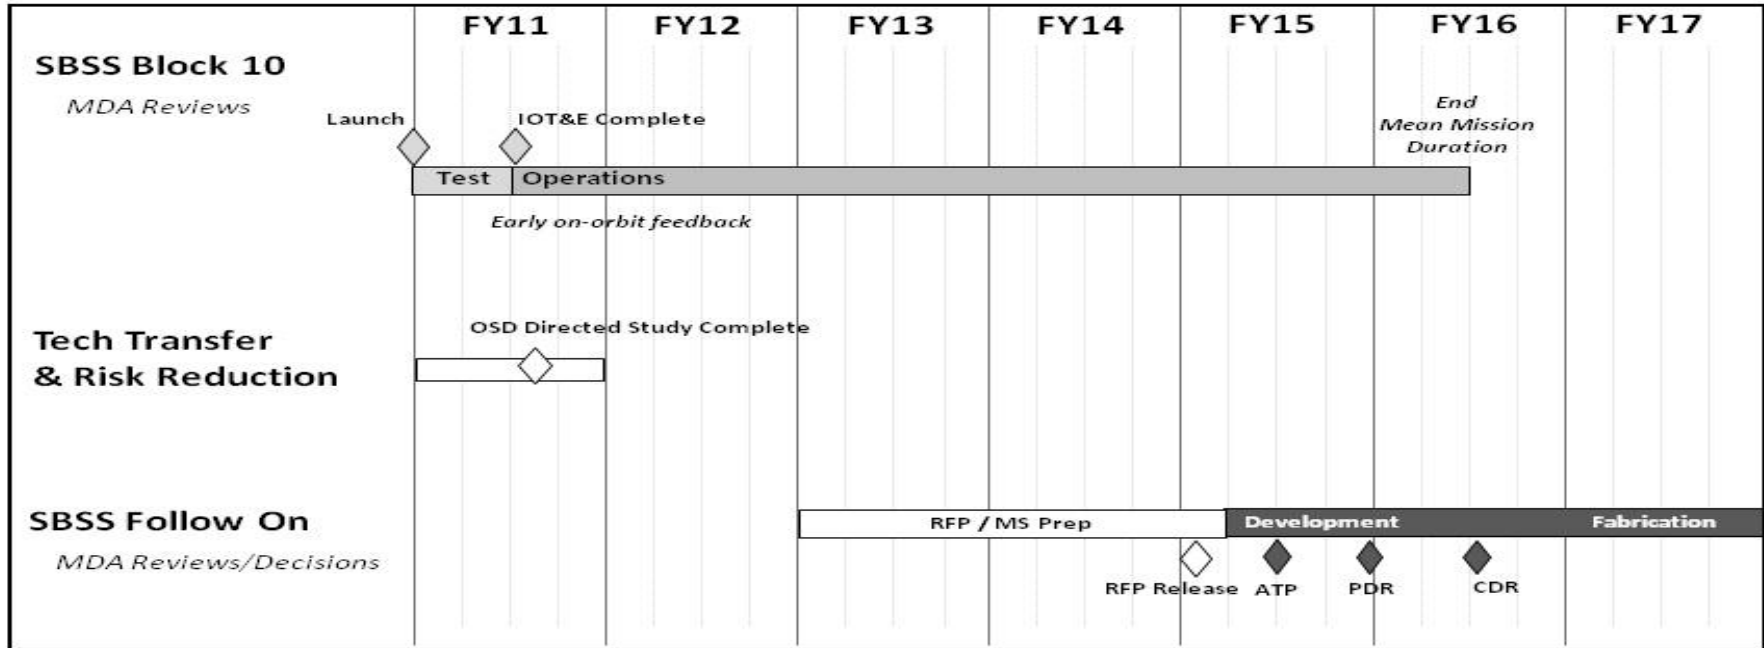 FY11 FY12 FY13 FY14 FY15 FY16 FY17
SBSS Block 10
MDA Reviews
Launch
IOT&E Complete
End
Mean Mission
Duration
Test
Operations
Early on-orbit feedback
Tech Transfer
& Risk Reduction
OSD Directed Study Complete
SBSS Follow On
MDA Reviews/Decisions
RFP / MS Prep
Development
Fabrication
RFP Release
ATP
PDR
CDR